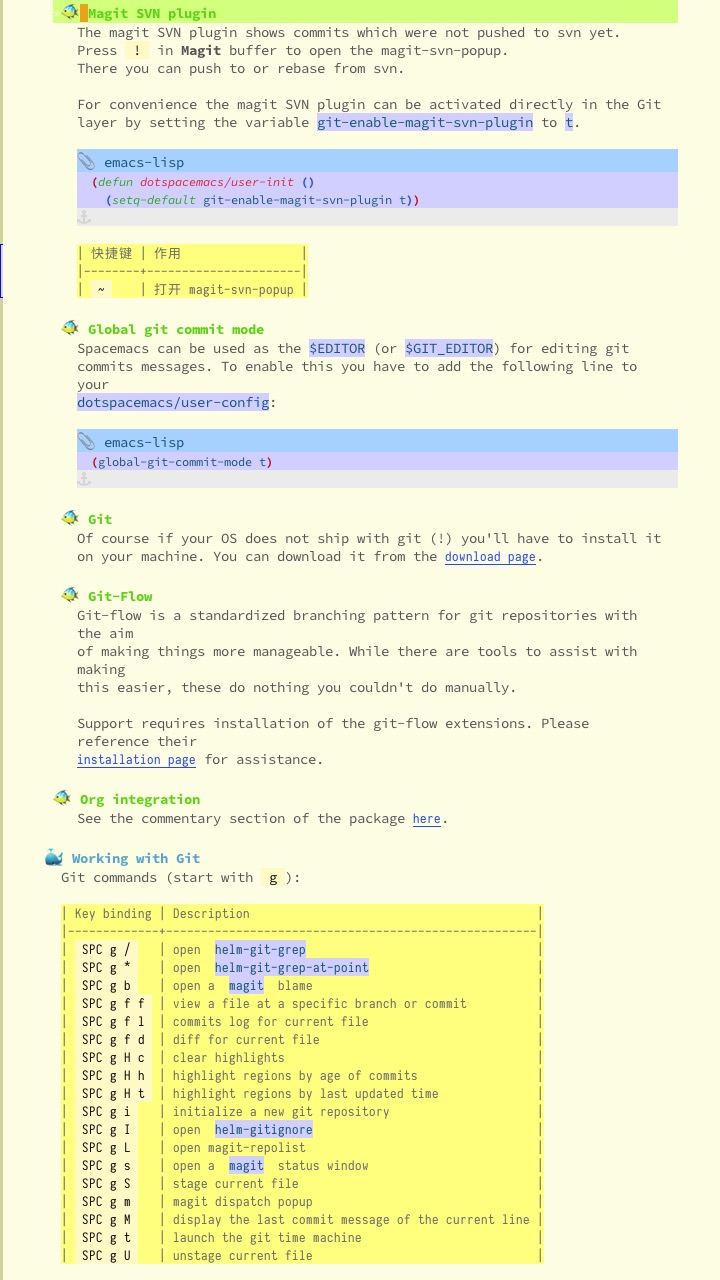 Magit SVN plugin
The magit SVN plugin shows commits which were not pushed to svn yet.
Press ! in Magit buffer to open the magit-svn-popup.
There you can push to or rebase from svn.
For convenience the magit SVN plugin can be activated directly in the Git
layer by setting the variable git-enable-magit-svn-plugin to t.
emacs-lisp
(defun dotspacemacs/user-init ()
(setq-default git-enable-magit-svn-plugin t))
| 快捷键 | 作用 |
|--------+----------------------|
| ~ | 打开 magit-svn-popup |
Global git commit mode
Spacemacs can be used as the $EDITOR (or $GIT_EDITOR) for editing git
commits messages. To enable this you have to add the following line to
your
dotspacemacs/user-config:
emacs-lisp
(global-git-commit-mode t)
Git
Of course if your OS does not ship with git (!) you'll have to install it
on your machine. You can download it from the download page.
Git-Flow
Git-flow is a standardized branching pattern for git repositories with
the aim
of making things more manageable. While there are tools to assist with
making
this easier, these do nothing you couldn't do manually.
Support requires installation of the git-flow extensions. Please
reference their
installation page for assistance.
Org integration
See the commentary section of the package here.
Working with Git
Git commands (start with g ):
| Key binding | Description |
|-------------+----------------------------------------------------|
| SPC g / | open helm-git-grep |
| SPC g * | open helm-git-grep-at-point |
| SPC g b | open a magit blame |
| SPC g f f | view a file at a specific branch or commit |
| SPC g f l | commits log for current file |
| SPC g f d | diff for current file |
| SPC g H c | clear highlights |
| SPC g H h | highlight regions by age of commits |
| SPC g H t | highlight regions by last updated time |
| SPC g i | initialize a new git repository |
| SPC g I | open helm-gitignore |
| SPC g L | open magit-repolist |
| SPC g s | open a magit status window |
| SPC g S | stage current file |
| SPC g m | magit dispatch popup |
| SPC g M | display the last commit message of the current line |
| SPC g t | launch the git time machine |
| SPC g U | unstage current file |